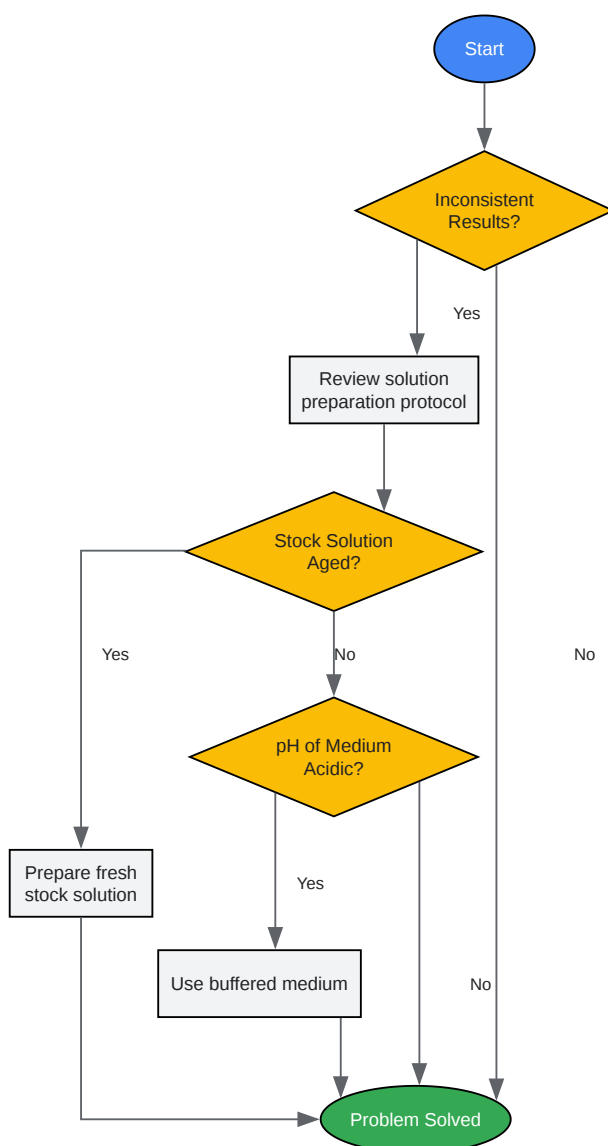 Start
Inconsistent
Results?
Yes
Review solution
preparation protocol
Stock Solution
Aged?
Yes
No
No
pH of Medium
Acidic?
Prepare fresh
stock solution
Yes
Use buffered medium
No
Problem Solved